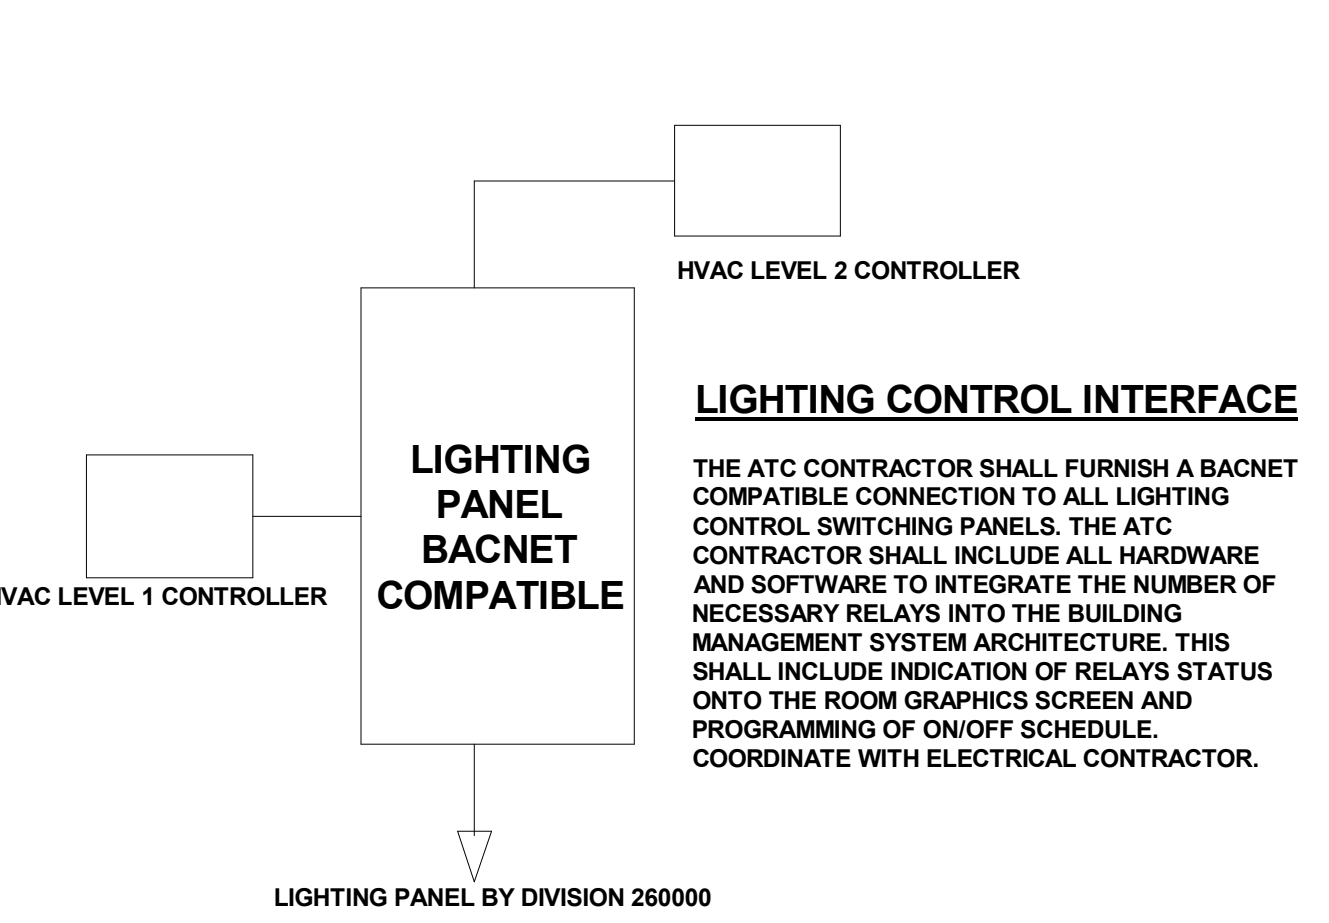 HVAC LEVEL 2 CONTROLLER
LIGHTING
PANEL
BACNET
COMPATIBLE
VAC LEVEL 1 CONTROLLER
LIGHTING PANEL BY DIVISION 260000
LIGHTING CONTROL INTERFACE
THE ATC CONTRACTOR SHALL FURNISH A BACNET
COMPATIBLE CONNECTION TO ALL LIGHTING
CONTROL SWITCHING PANELS. THE ATC
CONTRACTOR SHALL INCLUDE ALL HARDWARE
AND SOFTWARE TO INTEGRATE THE NUMBER OF
NECESSARY RELAYS INTO THE BUILDING
MANAGEMENT SYSTEM ARCHITECTURE. THIS
SHALL INCLUDE INDICATION OF RELAYS STATUS
ONTO THE ROOM GRAPHICS SCREEN AND
PROGRAMMING OF ON/OFF SCHEDULE.
COORDINATE WITH ELECTRICAL CONTRACTOR.